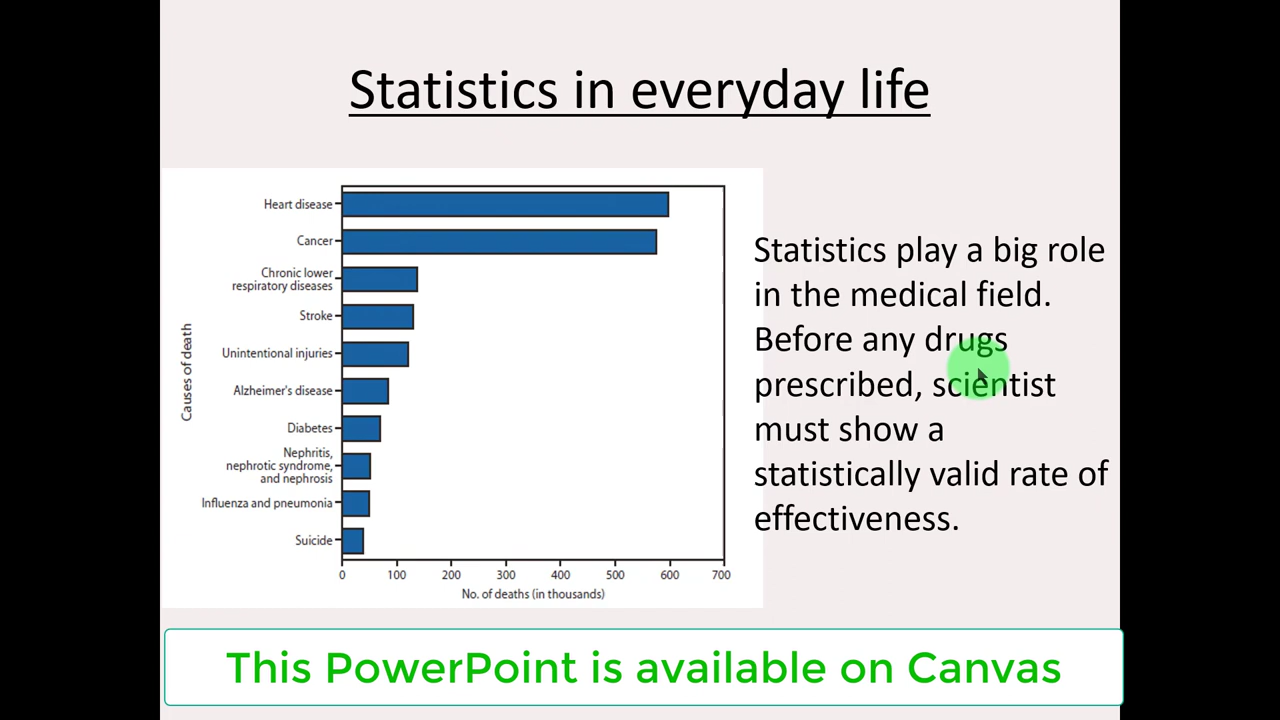 Statistics in everyday life
Causes of death
Heart disease
Cancer
Chronic lower
respiratory diseases
Stroke
Unintentional injuries
Alzheimer's disease
Diabetes
Nephritis,
nephrotic syndrome,
and nephrosis
Influenza and pneumonia
Suicide
0 100 200 300 400 500 600 700
No. of deaths (in thousands)
Statistics play a big role
in the medical field.
Before any drugs
prescribed, scientist
must show a
statistically valid rate of
effectiveness.
This PowerPoint is available on Canvas